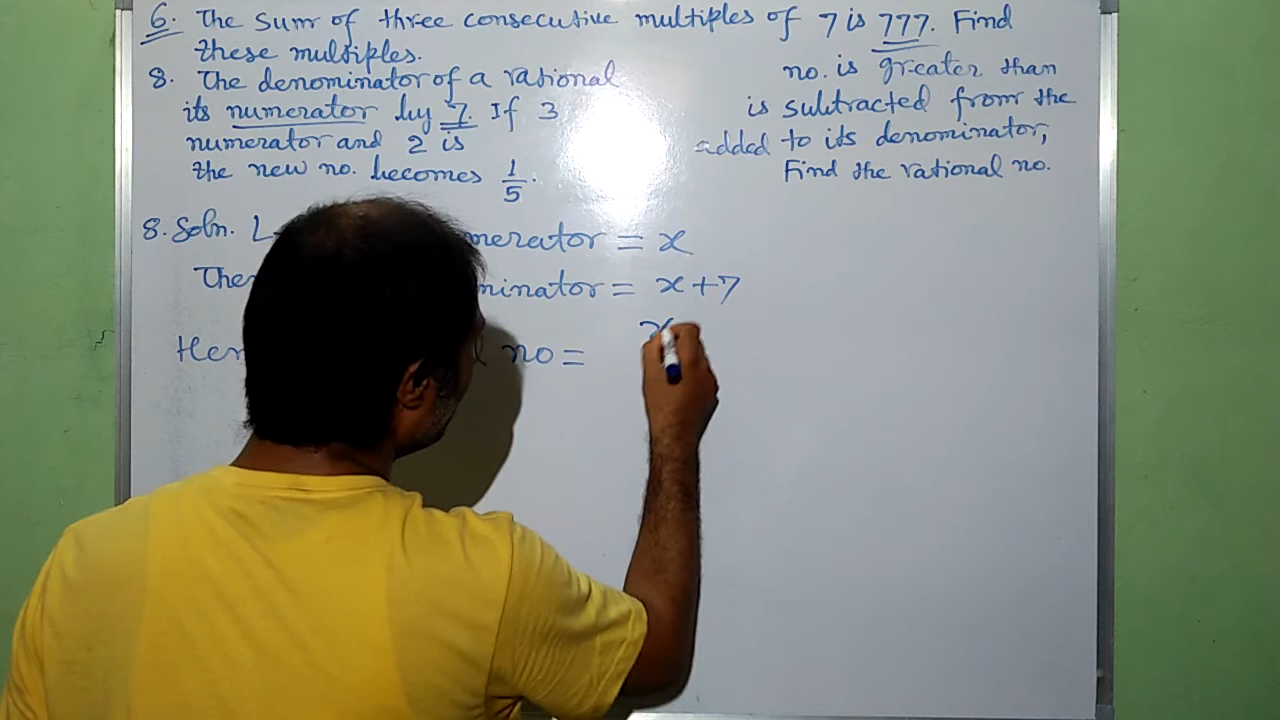 6. The sum of three consecutive multiples of 7 is 777. Find
these multiples.
8. The denominator of a rational no. is greater than
its numerator by 7. If 3 is subtracted from the
numerator and 2 is added to its denominator,
the new no. becomes 1/5. Find the rational no.
8. Soln. L merator = x
The minator = x+7
Hen no = x